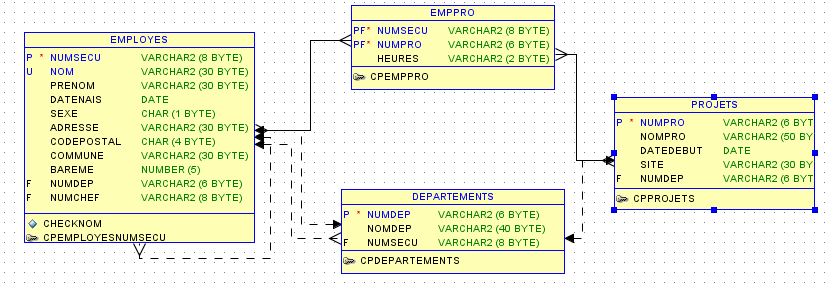 EMPPRO
PF* NUMSECU VARCHAR2 (8 BYTE)
PF* NUMPRO VARCHAR2 (6 BYTE)
HEURES VARCHAR2 (2 BYTE)
CPEMPPRO
EMPLOYES
P * NUMSECU VARCHAR2 (8 BYTE)
U NOM VARCHAR2 (30 BYTE)
PRENOM VARCHAR2 (30 BYTE)
DATENAIS DATE
SEXE CHAR (1 BYTE)
ADRESSE VARCHAR2 (30 BYTE)
CODEPOSTAL CHAR (4 BYTE)
COMMUNE VARCHAR2 (30 BYTE)
BAREME NUMBER (5)
F NUMDEP VARCHAR2 (6 BYTE)
F NUMCHEF VARCHAR2 (8 BYTE)
CHECKNOM
CPEMPLOYESNUMSECU
PROJETS
P * NUMPRO VARCHAR2 (6 BYT
NOMPRO VARCHAR2 (50 BY
DATEDEBUT DATE
SITE VARCHAR2 (30 BY
F NUMDEP VARCHAR2 (6 BYT
CPPROJETS
DEPARTEMENTS
P * NUMDEP VARCHAR2 (6 BYTE)
NOMDEP VARCHAR2 (40 BYTE)
F NUMSECU VARCHAR2 (8 BYTE)
CPDEPARTEMENTS